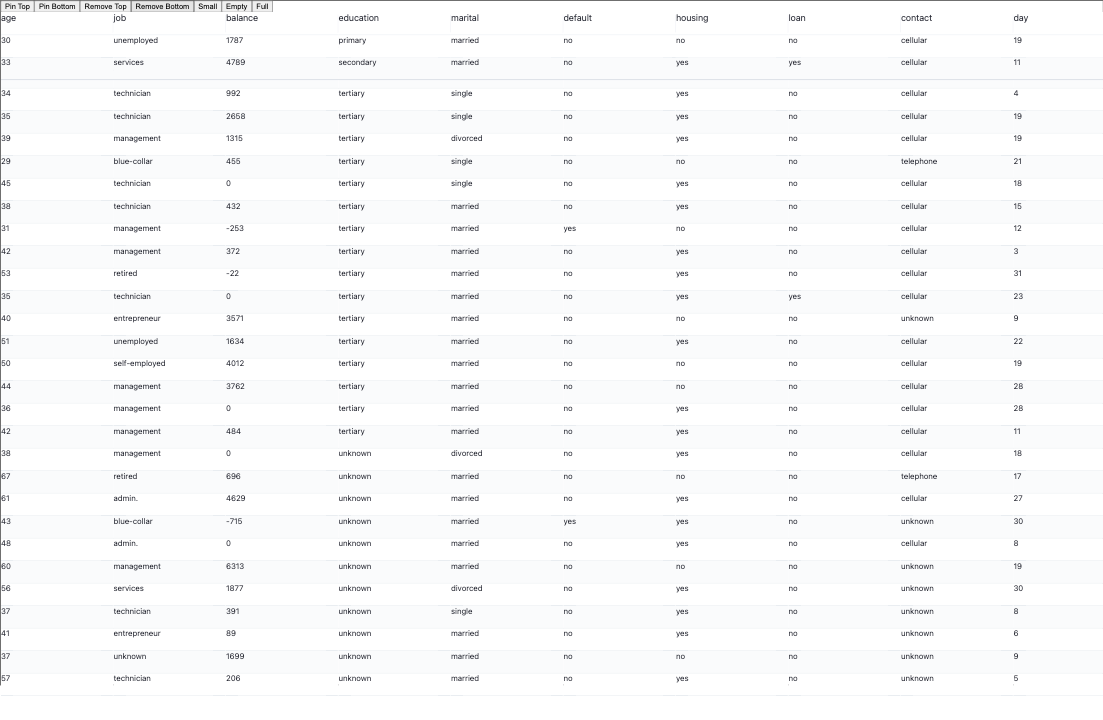 Pin Top Pin Bottom Remove Top Remove Bottom Small Empty Full
age job balance education marital default housing loan contact day
30 unemployed 1787 primary married no no no cellular 19
33 services 4789 secondary married no yes yes cellular 11
34 technician 992 tertiary single no yes no cellular 4
35 technician 2658 tertiary single no yes no cellular 19
39 management 1315 tertiary divorced no yes no cellular 19
29 blue-collar 455 tertiary single no no no telephone 21
45 technician 0 tertiary single no yes no cellular 18
38 technician 432 tertiary married no yes no cellular 15
31 management -253 tertiary married yes no no cellular 12
42 management 372 tertiary married no yes no cellular 3
53 retired -22 tertiary married no yes no cellular 31
35 technician 0 tertiary married no yes yes cellular 23
40 entrepreneur 3571 tertiary married no no no unknown 9
51 unemployed 1634 tertiary married no yes no cellular 22
50 self-employed 4012 tertiary married no no no cellular 19
44 management 3762 tertiary married no no no cellular 28
36 management 0 tertiary married no yes no cellular 28
42 management 484 tertiary married no yes no cellular 11
38 management 0 unknown divorced no yes no cellular 18
67 retired 696 unknown married no no no telephone 17
61 admin. 4629 unknown married no yes no cellular 27
43 blue-collar -715 unknown married yes yes no unknown 30
48 admin. 0 unknown married no yes no cellular 8
60 management 6313 unknown married no no no unknown 19
56 services 1877 unknown divorced no yes no unknown 30
37 technician 391 unknown single no yes no unknown 8
41 entrepreneur 89 unknown married no yes no unknown 6
37 unknown 1699 unknown married no no no unknown 9
57 technician 206 unknown married no yes no unknown 5